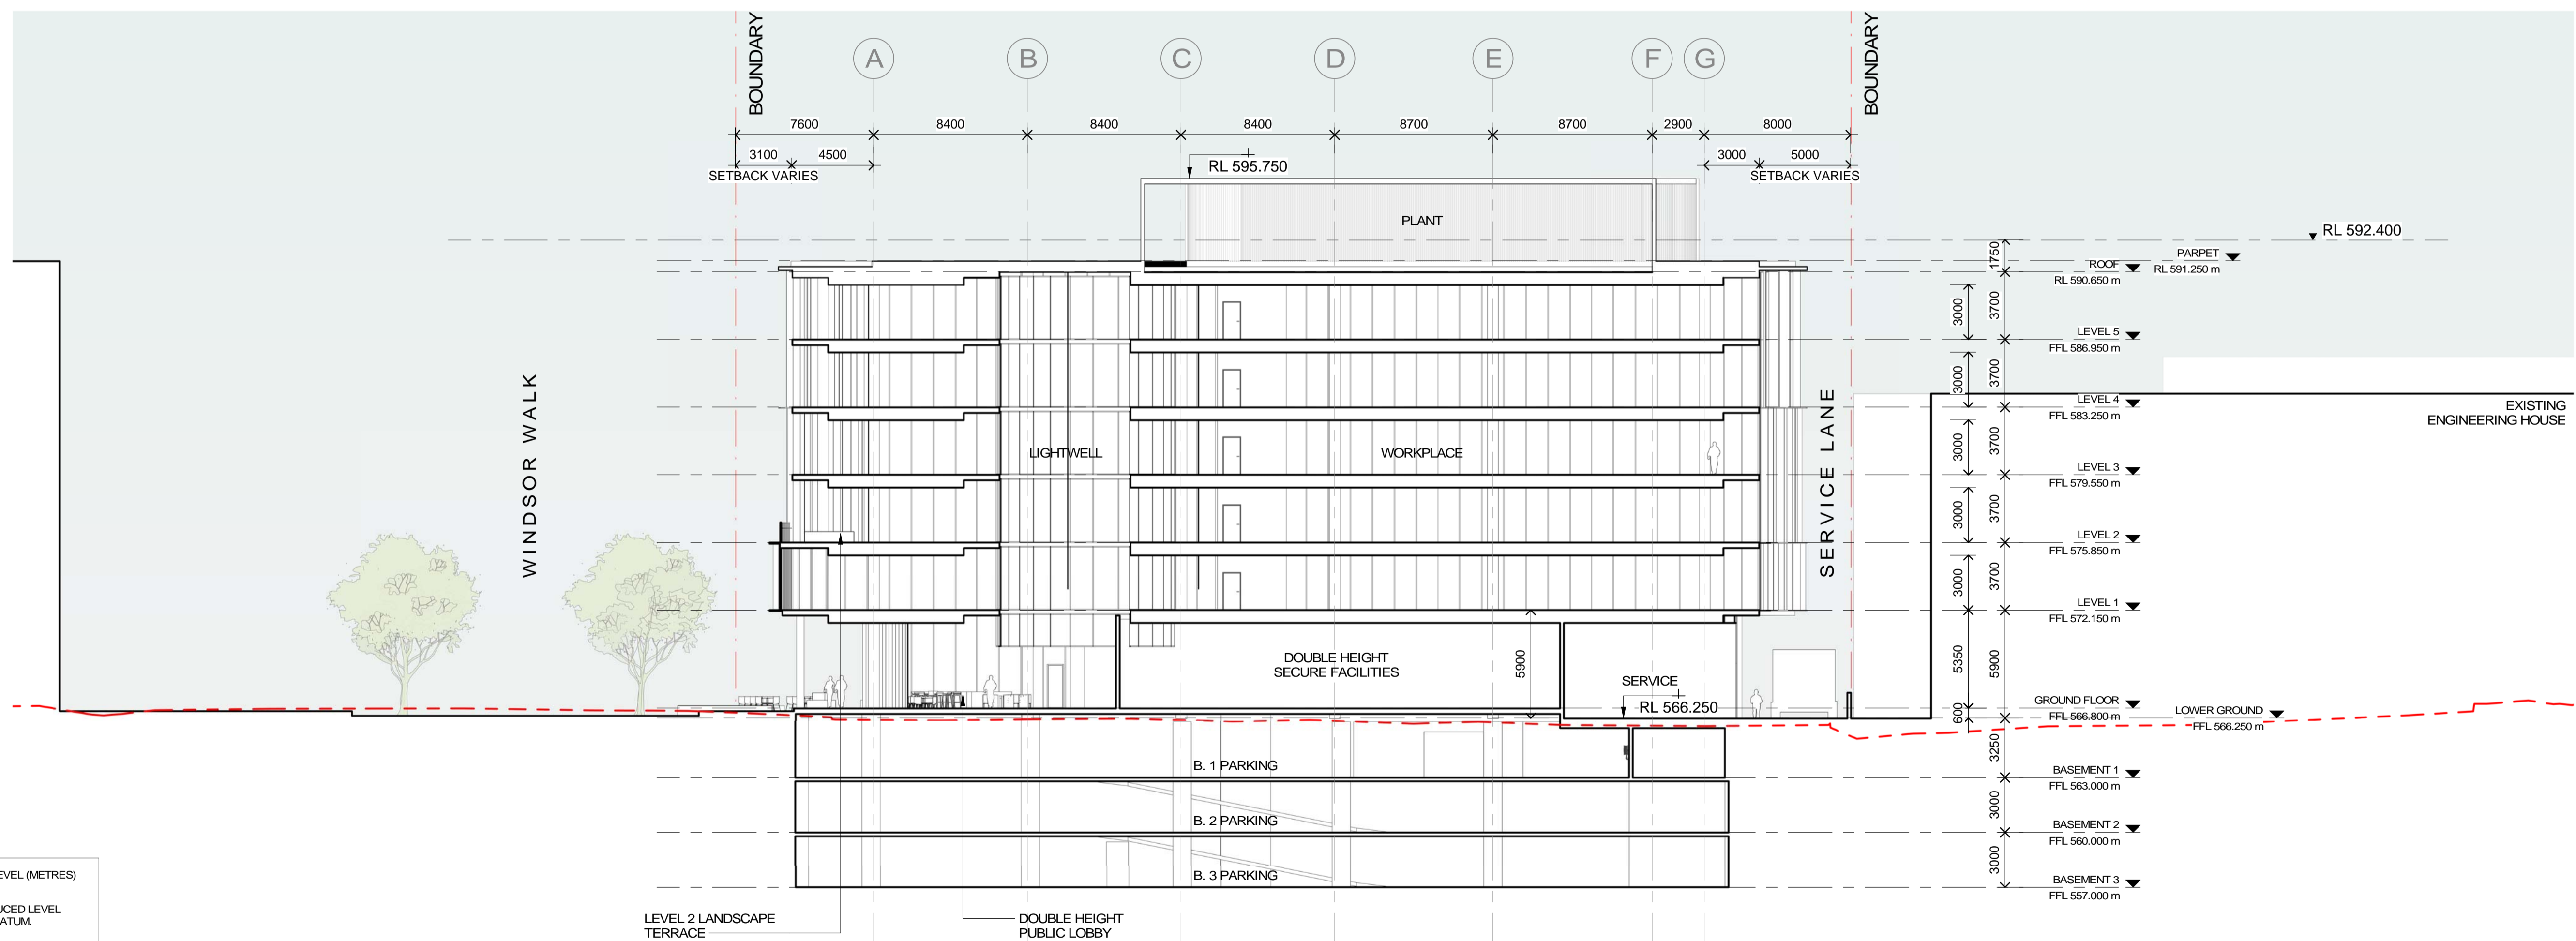 BOUNDARY
BOUNDARY
A
B
C
D
E
F
G
7600
8400
8400
8400
8700
8700
2900
8000
3100
4500
3000
5000
SETBACK VARIES
SETBACK VARIES
RL 595.750
PLANT
RL 592.400
1750
PARPET
RL 591.250 m
ROOF
RL 590.650 m
3000
3700
LEVEL 5
FFL 586.950 m
3000
3700
LEVEL 4
FFL 583.250 m
EXISTING
ENGINEERING HOUSE
WINDSOR WALK
LIGHTWELL
WORKPLACE
SERVICE LANE
3000
3700
LEVEL 3
FFL 579.550 m
3000
3700
LEVEL 2
FFL 575.850 m
3000
3700
LEVEL 1
FFL 572.150 m
DOUBLE HEIGHT
SECURE FACILITIES
5900
SERVICE
RL 566.250
5350
5900
GROUND FLOOR
FFL 566.800 m
600
LOWER GROUND
FFL 566.250 m
3250
B. 1 PARKING
BASEMENT 1
FFL 563.000 m
3000
B. 2 PARKING
BASEMENT 2
FFL 560.000 m
3000
B. 3 PARKING
BASEMENT 3
FFL 557.000 m
LEVEL 2 LANDSCAPE
TERRACE
DOUBLE HEIGHT
PUBLIC LOBBY
EVEL (METRES)
UCED LEVEL
ATUM.